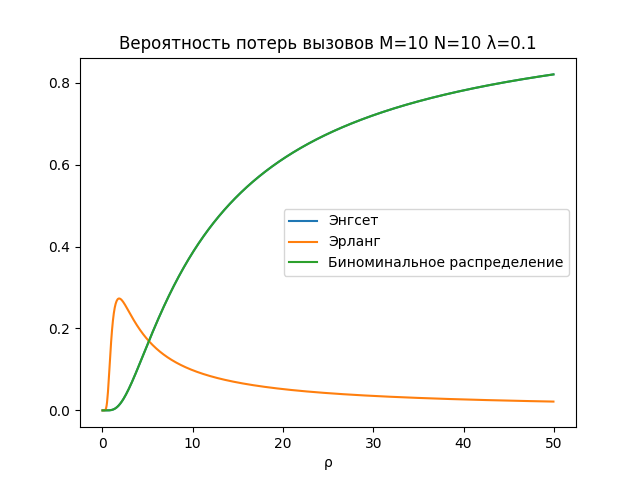 Вероятность потерь вызовов M=10 N=10 λ=0.1
0.8
0.6
0.4
0.2
0.0
Энгсет
Эрланг
Биноминальное распределение
0 10 20 30 40 50
ρ